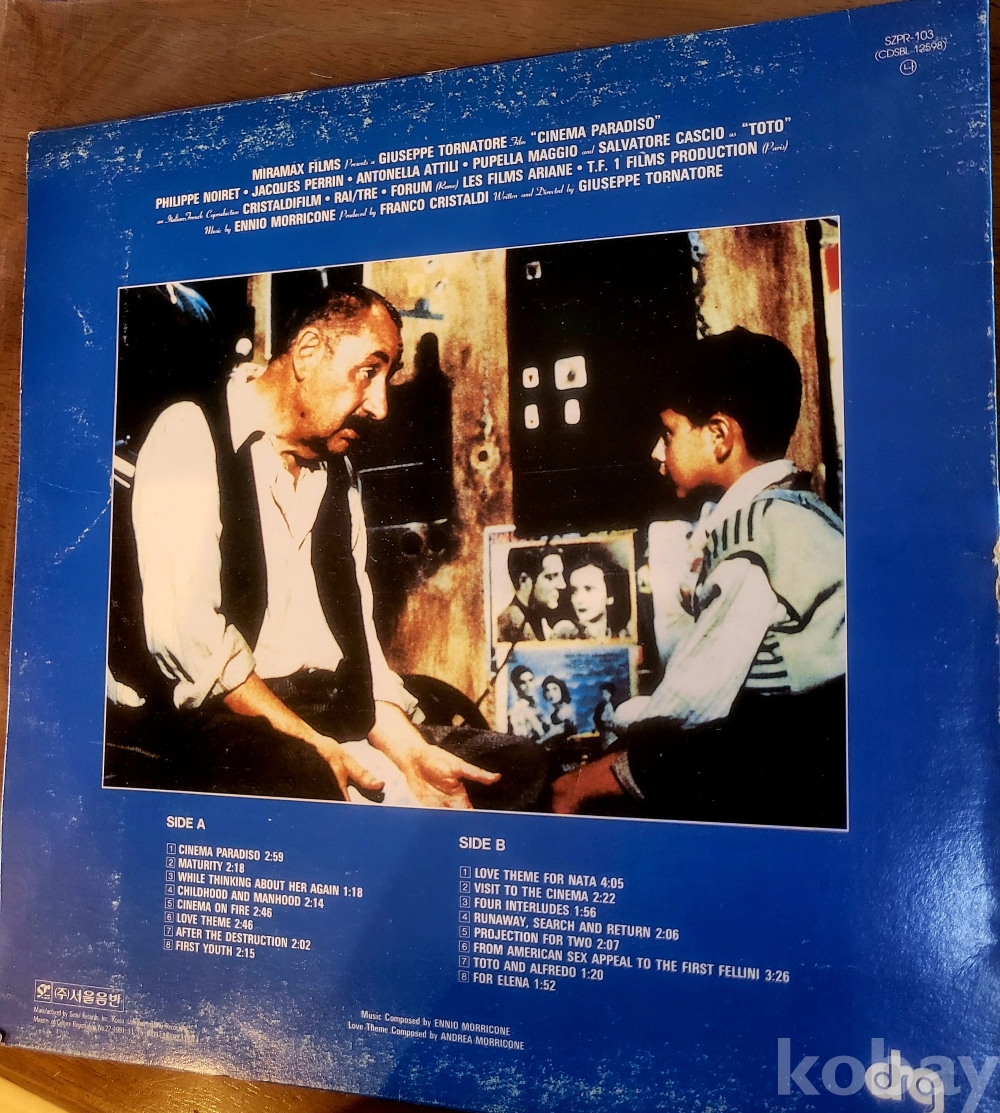 SZPR-103
(CDSBL 12598)
나
MIRAMAX FILMS Presents a GIUSEPPE TORNATORE Film "CINEMA PARADISO"
PHILIPPE NOIRET • JACQUES PERRIN • ANTONELLA ATTILI • PUPELLA MAGGIO and SALVATORE CASCIO as "TOTO"
an Italian/French Coproduction CRISTALDIFILM • RAI/TRE • FORUM (Rome) LES FILMS ARIANE • T.F. 1 FILMS PRODUCTION (Paris)
Music by ENNIO MORRICONE Produced by FRANCO CRISTALDI Written and Directed by GIUSEPPE TORNATORE
SIDE A
1 CINEMA PARADISO 2:59
2 MATURITY 2:18
3 WHILE THINKING ABOUT HER AGAIN 1:18
4 CHILDHOOD AND MANHOOD 2:14
5 CINEMA ON FIRE 2:46
6 LOVE THEME 2:46
7 AFTER THE DESTRUCTION 2:02
8 FIRST YOUTH 2:15
SIDE B
1 LOVE THEME FOR NATA 4:05
2 VISIT TO THE CINEMA 2:22
3 FOUR INTERLUDES 1:56
4 RUNAWAY, SEARCH AND RETURN 2:06
5 PROJECTION FOR TWO 2:07
6 FROM AMERICAN SEX APPEAL TO THE FIRST FELLINI 3:26
7 TOTO AND ALFREDO 1:20
8 FOR ELENA 1:52
(주)서울음반
Manufactured by Seoul Records, Inc. Korea
Music Composed by ENNIO MORRICONE
Love Theme Composed by ANDREA MORRICONE
drg
kobay